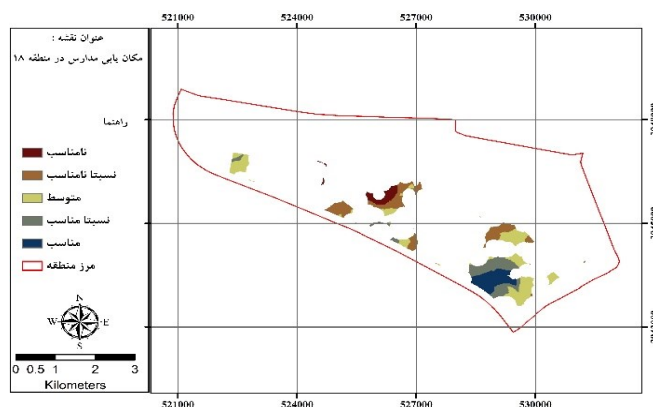 521000 524000 527000 530000
عنوان نقشه :
مکان یابی مدارس در منطقه ۱۸
راهنما
نامناسب
نسبتا نامناسب
متوسط
نسبتا مناسب
مناسب
مرز منطقه
N
W E
S
0 0.5 1 2 3
Kilometers
521000 524000 527000 530000